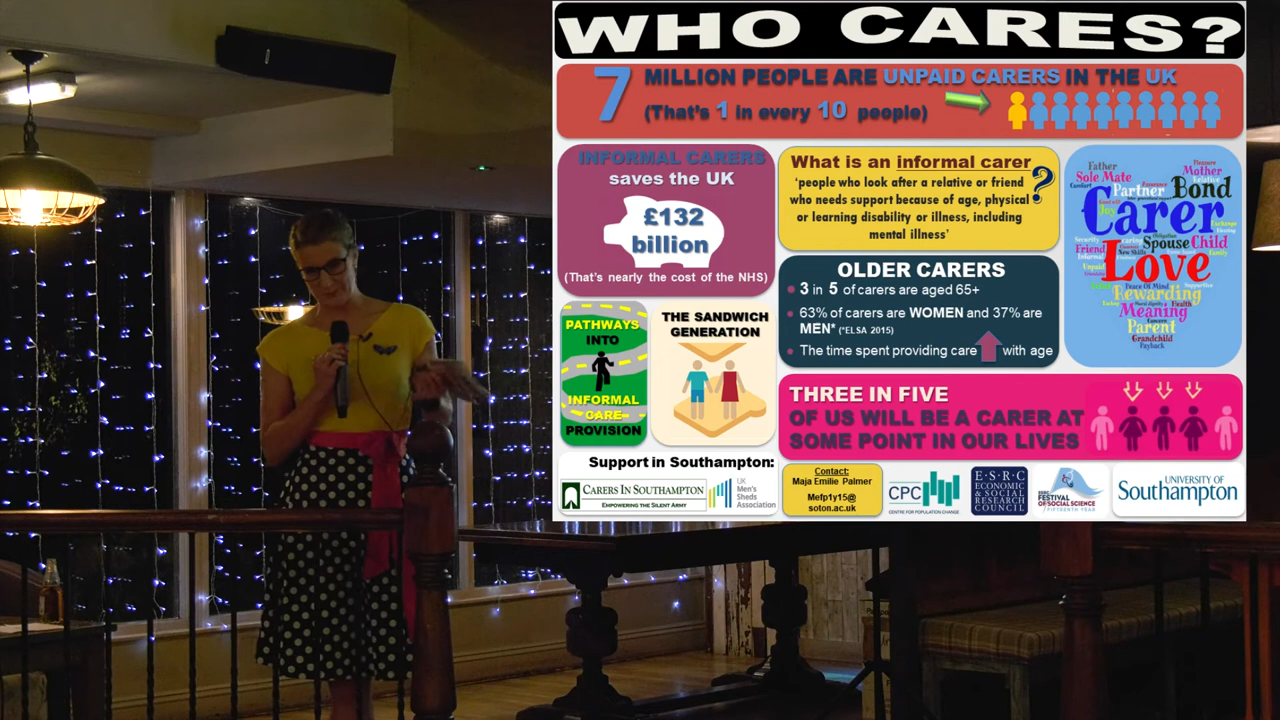 WHO CARES?
7 MILLION PEOPLE ARE UNPAID CARERS IN THE UK
(That's 1 in every 10 people)
INFORMAL CARERS
saves the UK
£132
billion
(That's nearly the cost of the NHS)
What is an informal carer
?
'people who look after a relative or friend
who needs support because of age, physical
or learning disability or illness, including
mental illness'
OLDER CARERS
3 in 5 of carers are aged 65+
63% of carers are WOMEN and 37% are
MEN* (*ELSA 2015)
The time spent providing care with age
Father
Sole Mate
Mother
Partner
Bond
Carer
Joy
Spouse
Child
Friend
Love
Rewarding
Meaning
Parent
Grandchild
Payback
PATHWAYS
INTO
INFORMAL
CARE
PROVISION
THE SANDWICH
GENERATION
THREE IN FIVE
OF US WILL BE A CARER AT
SOME POINT IN OUR LIVES
Support in Southampton:
CARERS IN SOUTHAMPTON
EMPOWERING THE SILENT ARMY
UK
Men's
Sheds
Association
Contact:
Maja Emilie Palmer
Mefp1y15@
soton.ac.uk
CPC
CENTRE FOR POPULATION CHANGE
E·S·R·C
ECONOMIC
& SOCIAL
RESEARCH
COUNCIL
ESRC
FESTIVAL
OF SOCIAL SCIENCE
FIFTEENTH YEAR
UNIVERSITY OF
Southampton